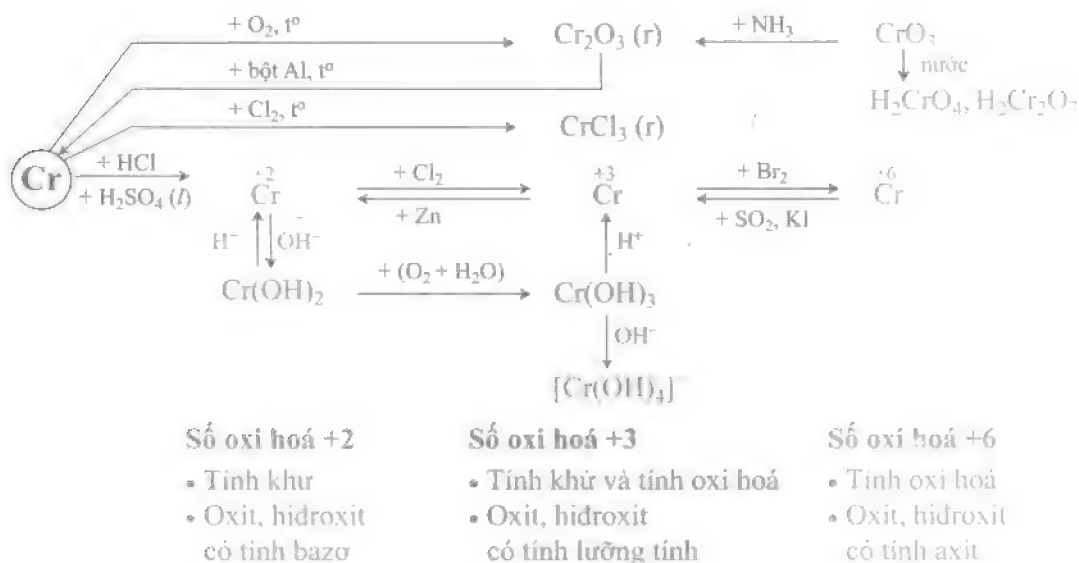 + O₂, tº
Cr₂O₃ (r)
+ NH₃
CrO₃
+ bột Al, tº
nước
H₂CrO₄, H₂Cr₂O₇
+ Cl₂, tº
CrCl₃ (r)
Cr
+ HCl
+ H₂SO₄ (l)
+2
Cr
+ Cl₂
+ Zn
+3
Cr
+ Br₂
+ SO₂, KI
+6
Cr
H⁺
OH⁻
H⁺
Cr(OH)₂
+ (O₂ + H₂O)
Cr(OH)₃
OH⁻
[Cr(OH)₄]⁻
Số oxi hoá +2
• Tính khử
• Oxit, hiđroxit
có tính bazơ
Số oxi hoá +3
• Tính khử và tính oxi hoá
• Oxit, hiđroxit
có tính lưỡng tính
Số oxi hoá +6
• Tính oxi hoá
• Oxit, hiđroxit
có tính axit